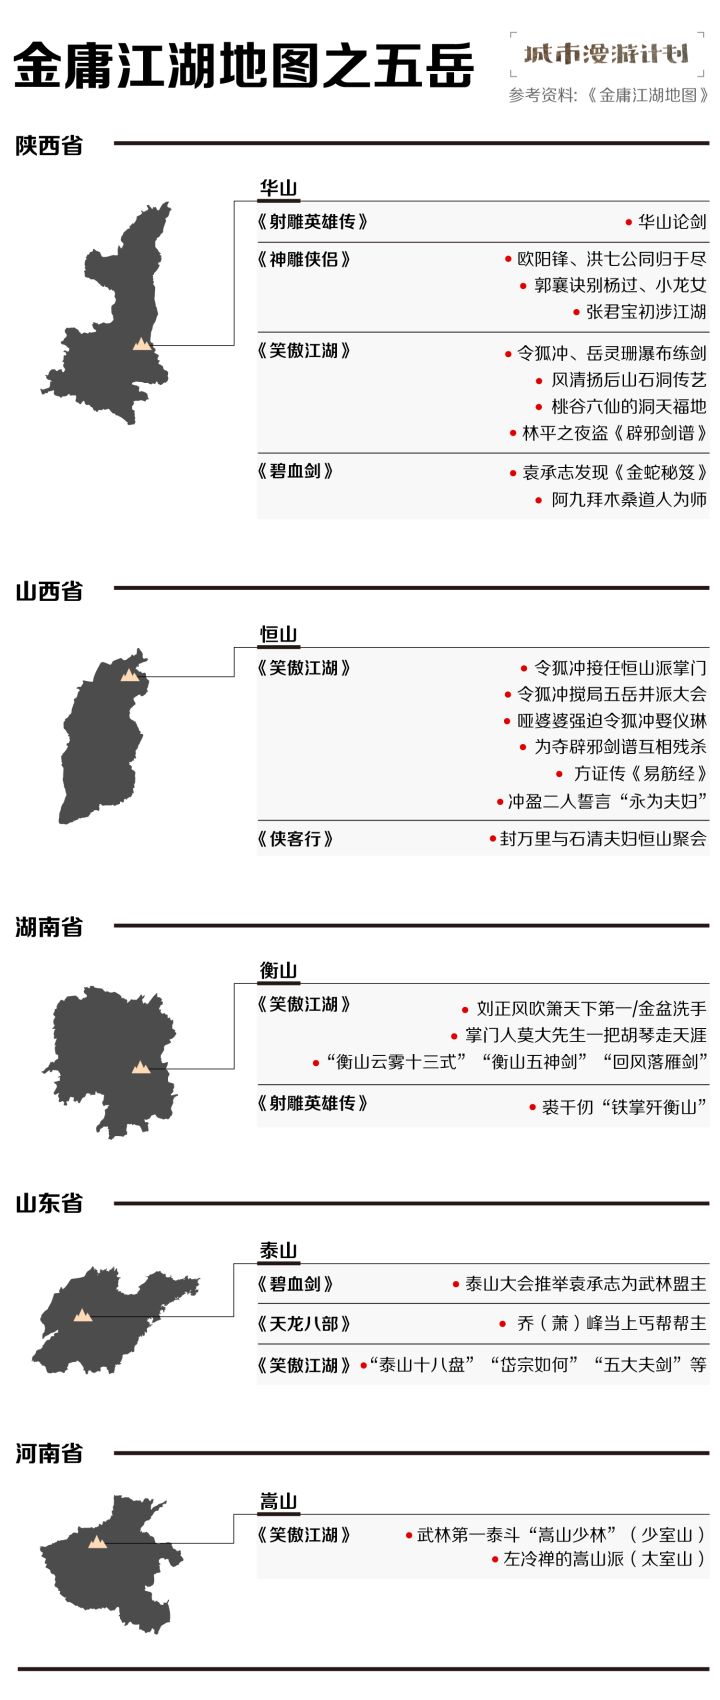 金庸江湖地图之五岳
城市漫游计划
参考资料:《金庸江湖地图》
陕西省
华山
《射雕英雄传》
华山论剑
《神雕侠侣》
欧阳锋、洪七公同归于尽
郭襄诀别杨过、小龙女
张君宝初涉江湖
《笑傲江湖》
令狐冲、岳灵珊瀑布练剑
风清扬后山石洞传艺
桃谷六仙的洞天福地
林平之夜盗《辟邪剑谱》
《碧血剑》
袁承志发现《金蛇秘笈》
阿九拜木桑道人为师
山西省
恒山
《笑傲江湖》
令狐冲接任恒山派掌门
令狐冲搅局五岳并派大会
哑婆婆强迫令狐冲娶仪琳
为夺辟邪剑谱互相残杀
方证传《易筋经》
冲盈二人誓言“永为夫妇”
《侠客行》
封万里与石清夫妇恒山聚会
湖南省
衡山
《笑傲江湖》
刘正风吹箫天下第一/金盆洗手
掌门人莫大先生一把胡琴走天涯
“衡山云雾十三式” “衡山五神剑” “回风落雁剑”
《射雕英雄传》
裘千仞“铁掌歼衡山”
山东省
泰山
《碧血剑》
泰山大会推举袁承志为武林盟主
《天龙八部》
乔（萧）峰当上丐帮帮主
《笑傲江湖》
“泰山十八盘” “岱宗如何” “五大夫剑”等
河南省
嵩山
《笑傲江湖》
武林第一泰斗“嵩山少林”（少室山）
左冷禅的嵩山派（太室山）